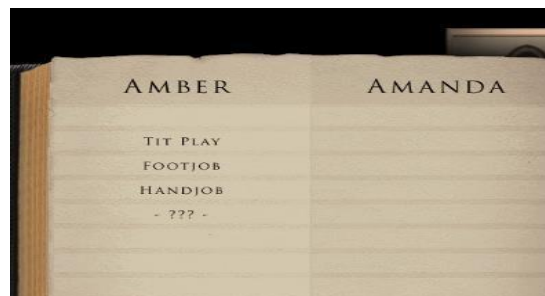 AMBER AMANDA
TIT PLAY
FOOTJOB
HANDJOB
- ??? -